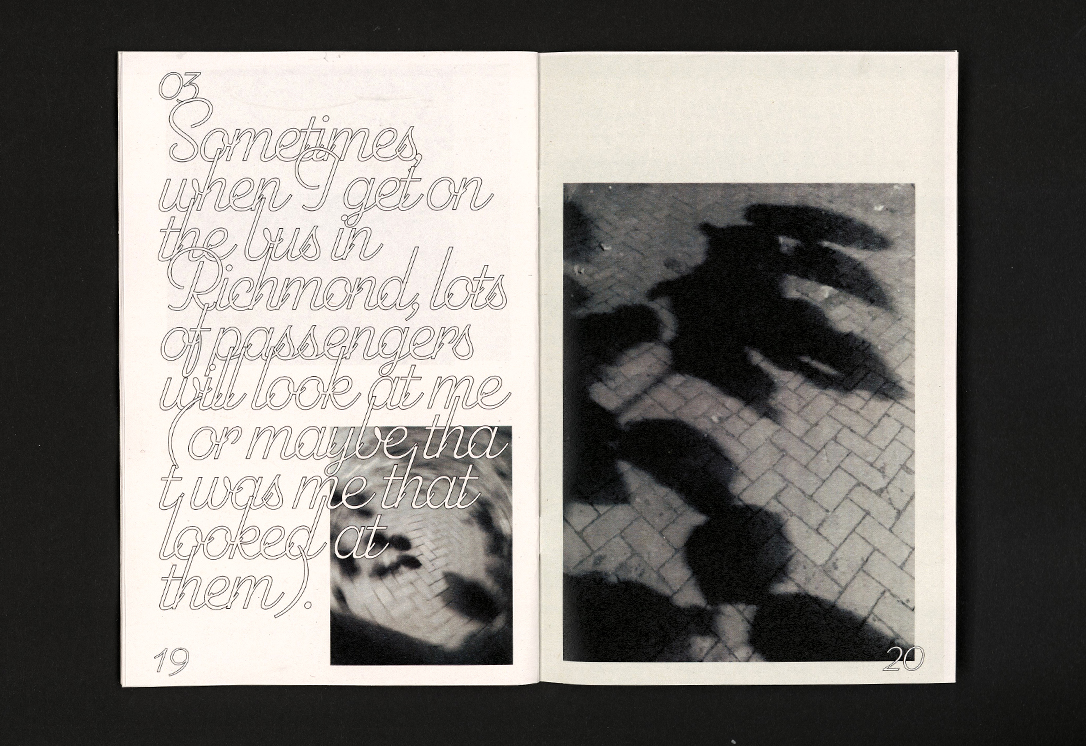 03
Sometimes,
when I get on
the bus in
Richmond, lots
of passengers
will look at me
(or maybe tha
t was me that
looked at
them).
19
20